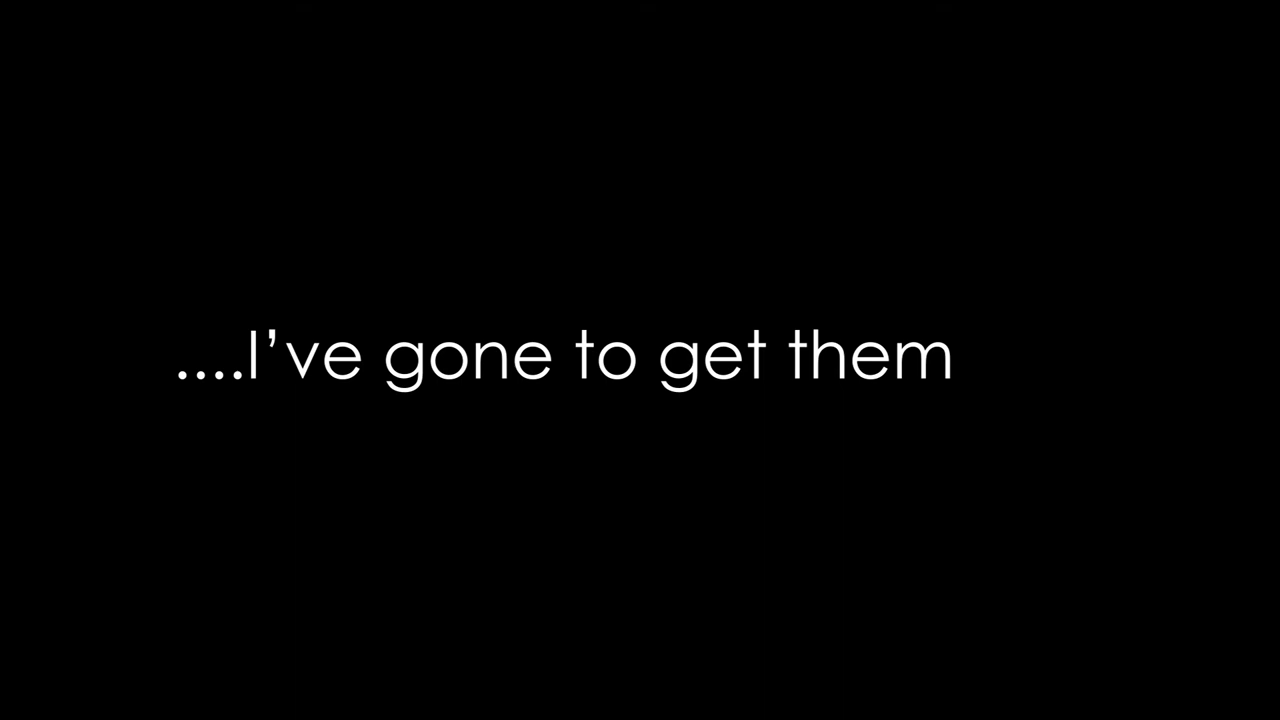 ....I’ve gone to get them